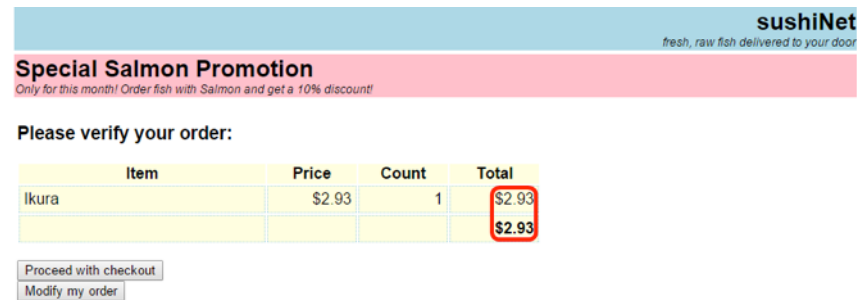 sushiNet
fresh, raw fish delivered to your door
Special Salmon Promotion
Only for this month! Order fish with Salmon and get a 10% discount!
Please verify your order:
Item Price Count Total
Ikura $2.93 1 $2.93
$2.93
Proceed with checkout
Modify my order